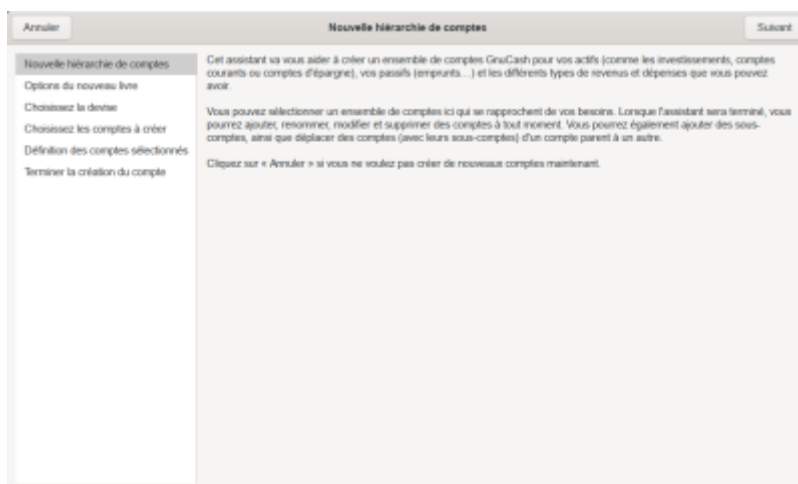 Annuler
Nouvelle hiérarchie de comptes
Suivant
Nouvelle hiérarchie de comptes
Options du nouveau livre
Choisissez la devise
Choisissez les comptes à créer
Définition des comptes sélectionnés
Terminer la création du compte
Cet assistant va vous aider à créer un ensemble de comptes GnuCash pour vos actifs (comme les investissements, comptes
courants ou comptes d'épargne), vos passifs (emprunts…) et les différents types de revenus et dépenses que vous pouvez
avoir.
Vous pouvez sélectionner un ensemble de comptes ici qui se rapprochent de vos besoins. Lorsque l'assistant sera terminé, vous
pourrez ajouter, renommer, modifier et supprimer des comptes à tout moment. Vous pourrez également ajouter des sous-
comptes, ainsi que déplacer des comptes (avec leurs sous-comptes) d'un compte parent à un autre.
Cliquez sur « Annuler » si vous ne voulez pas créer de nouveaux comptes maintenant.